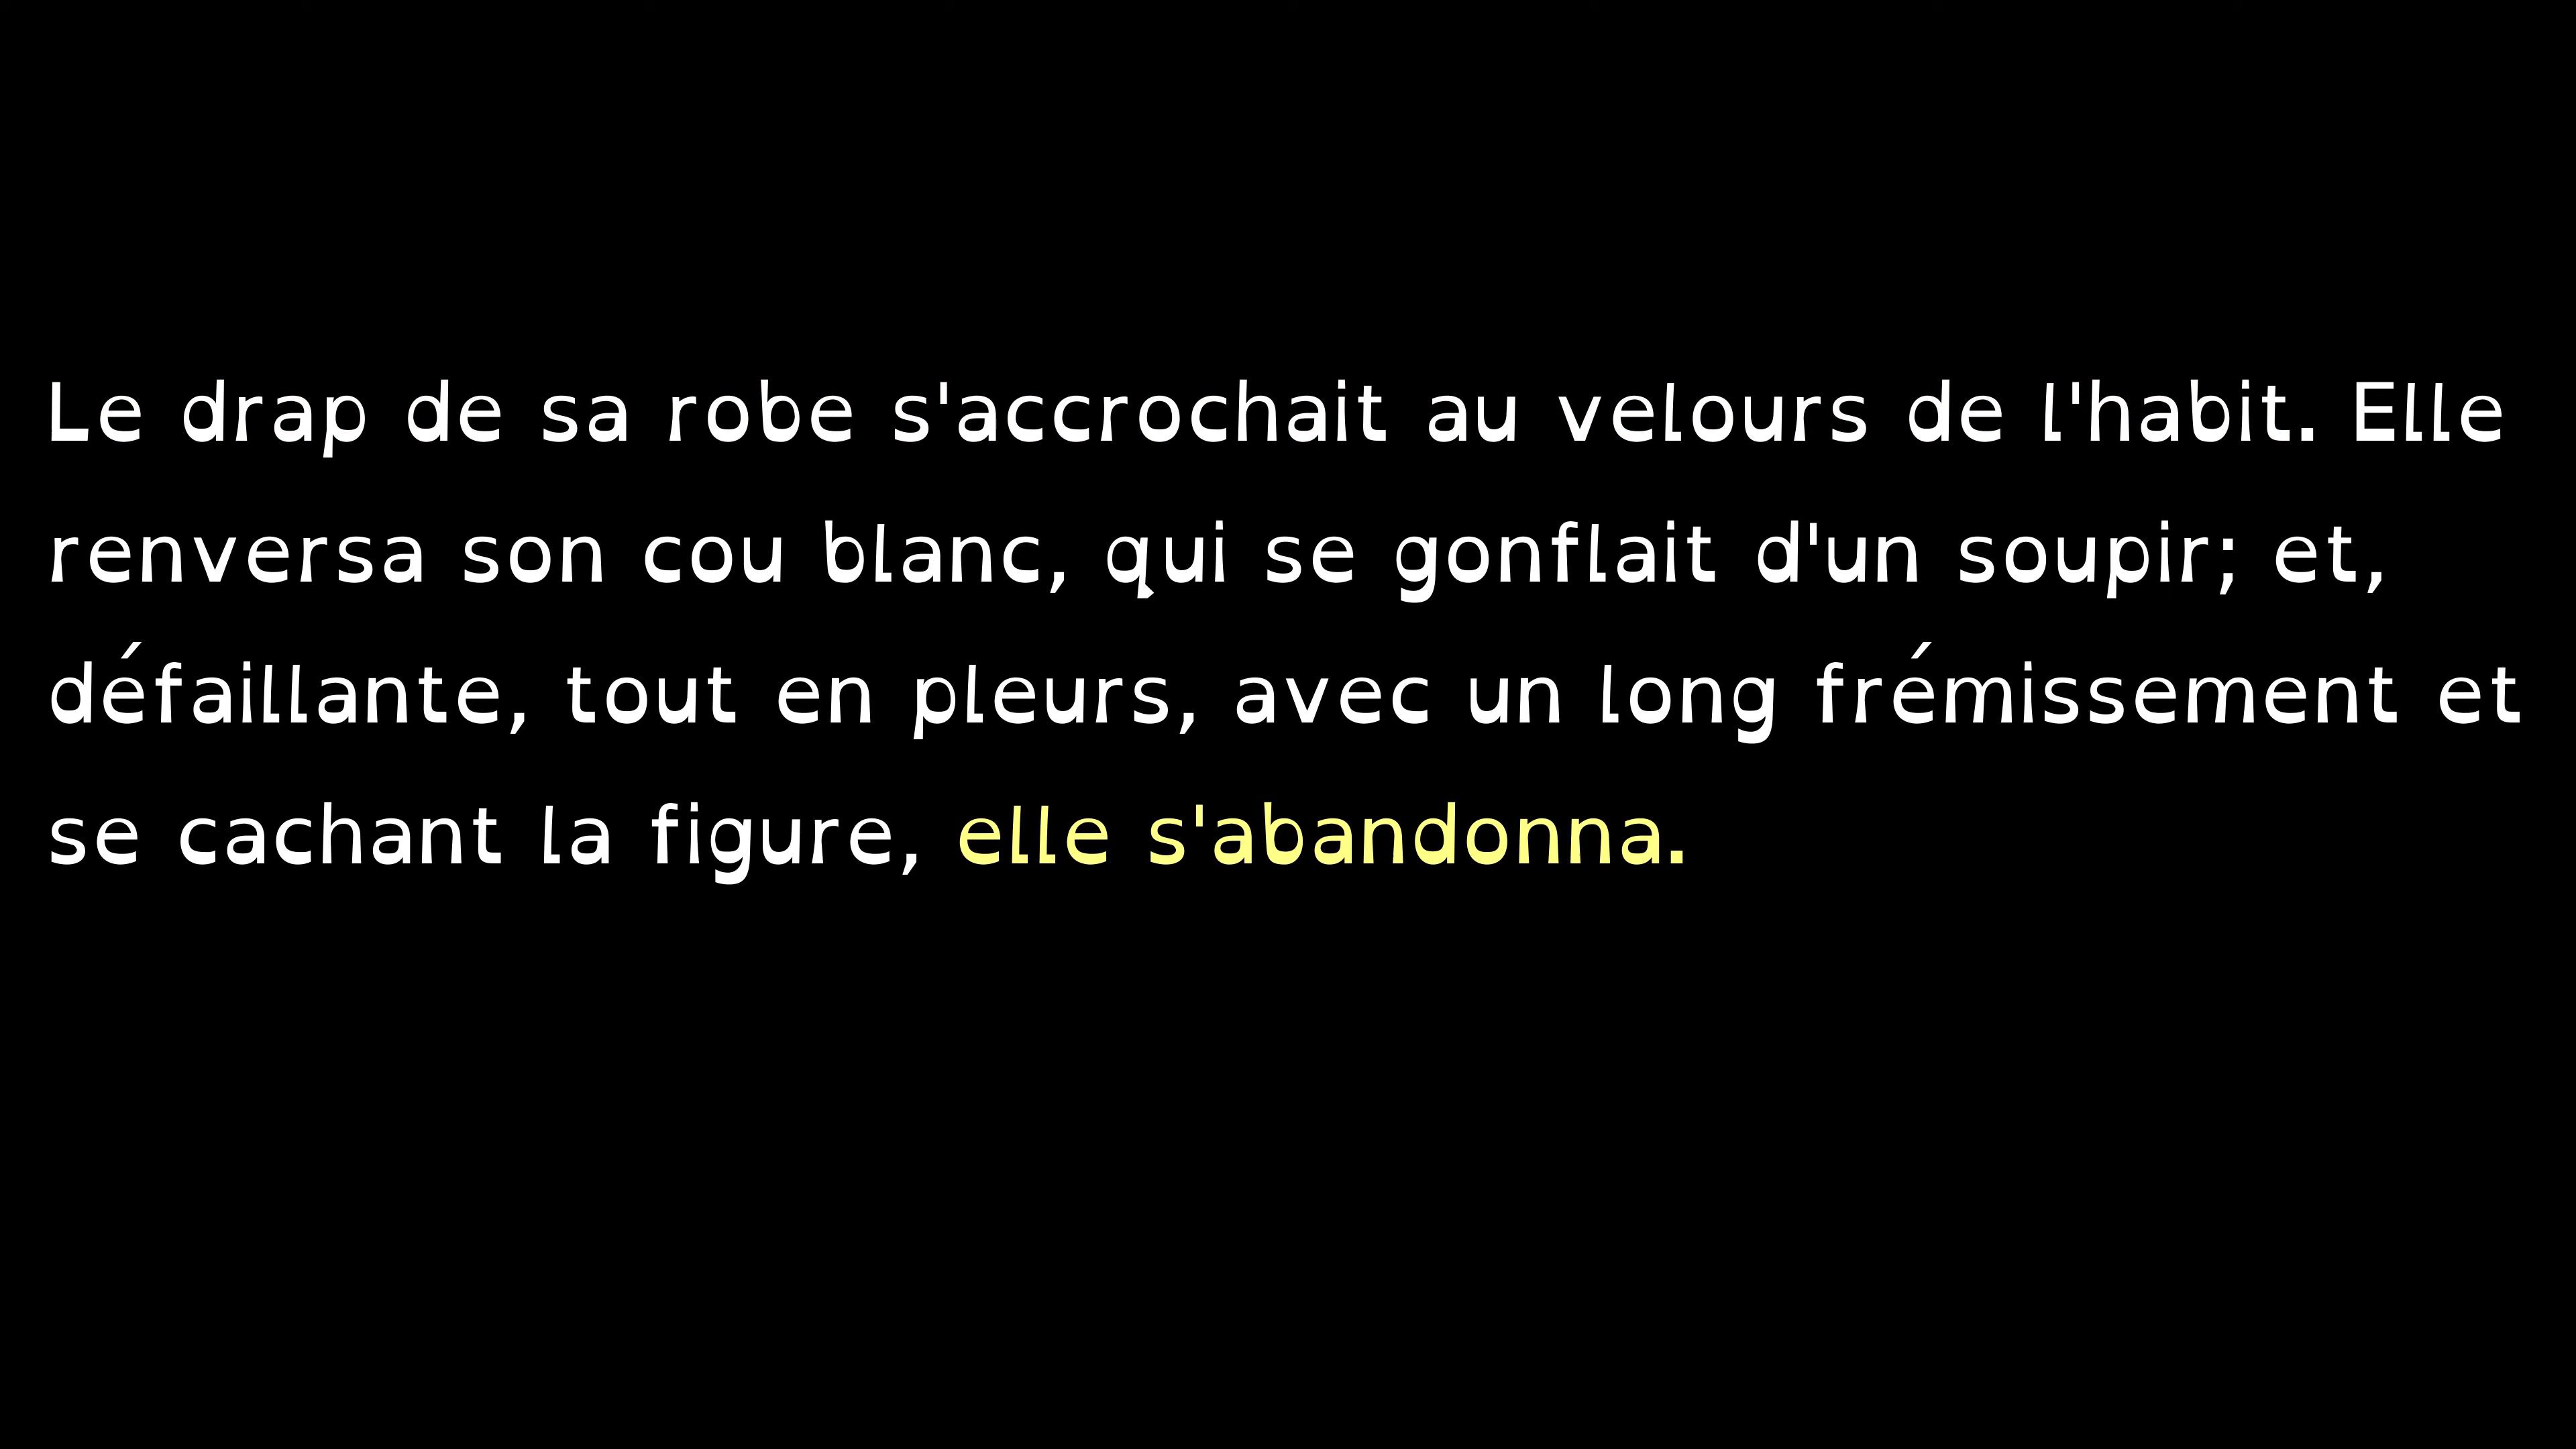 Le drap de sa robe s'accrochait au velours de l'habit. Elle
renversa son cou blanc, qui se gonflait d'un soupir; et,
défaillante, tout en pleurs, avec un long frémissement et
se cachant la figure, elle s'abandonna.